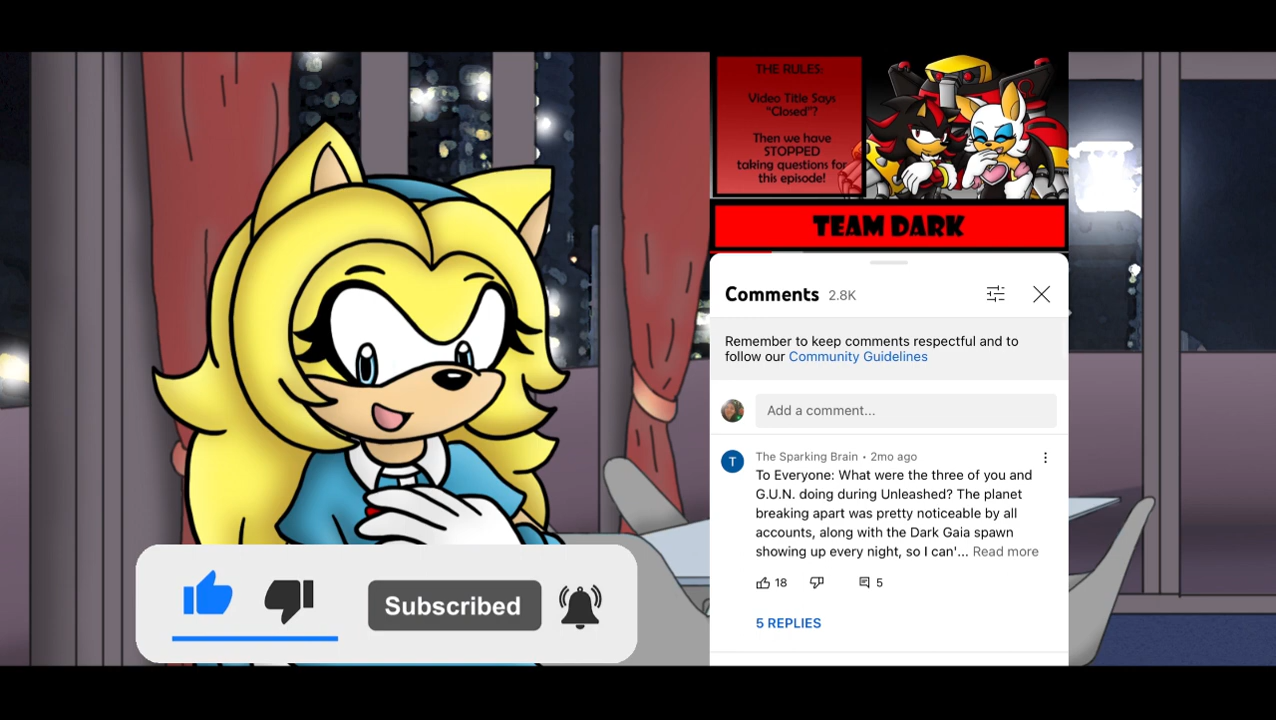 THE RULES:
Video Title Says
"Closed"?
Then we have
STOPPED
taking questions for
this episode!
TEAM DARK
Comments 2.8K
Remember to keep comments respectful and to
follow our Community Guidelines
Add a comment...
T
The Sparking Brain • 2mo ago
To Everyone: What were the three of you and
G.U.N. doing during Unleashed? The planet
breaking apart was pretty noticeable by all
accounts, along with the Dark Gaia spawn
showing up every night, so I can'... Read more
18
5
5 REPLIES
Subscribed